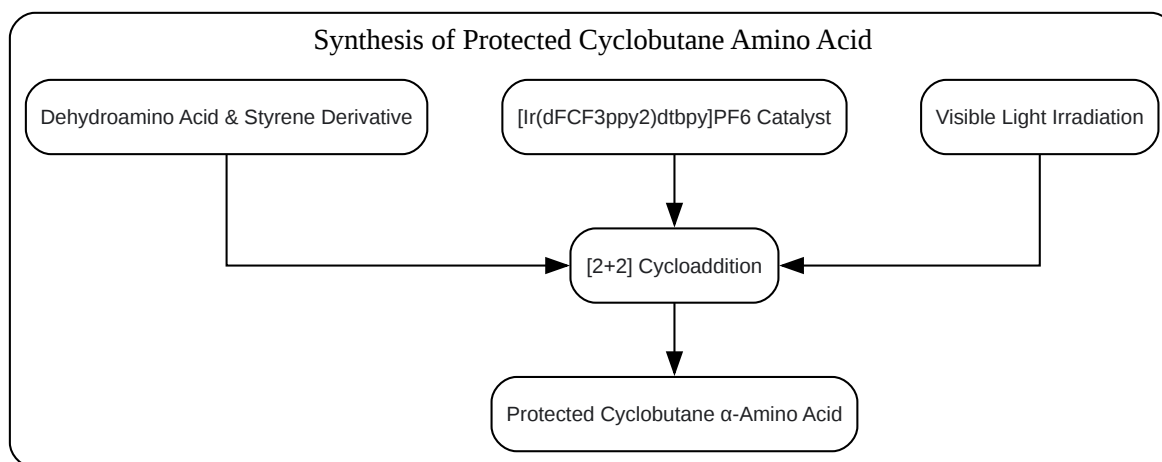 Synthesis of Protected Cyclobutane Amino Acid
Dehydroamino Acid & Styrene Derivative
[Ir(dFCF3ppy2)dtbpy]PF6 Catalyst
Visible Light Irradiation
[2+2] Cycloaddition
Protected Cyclobutane α-Amino Acid